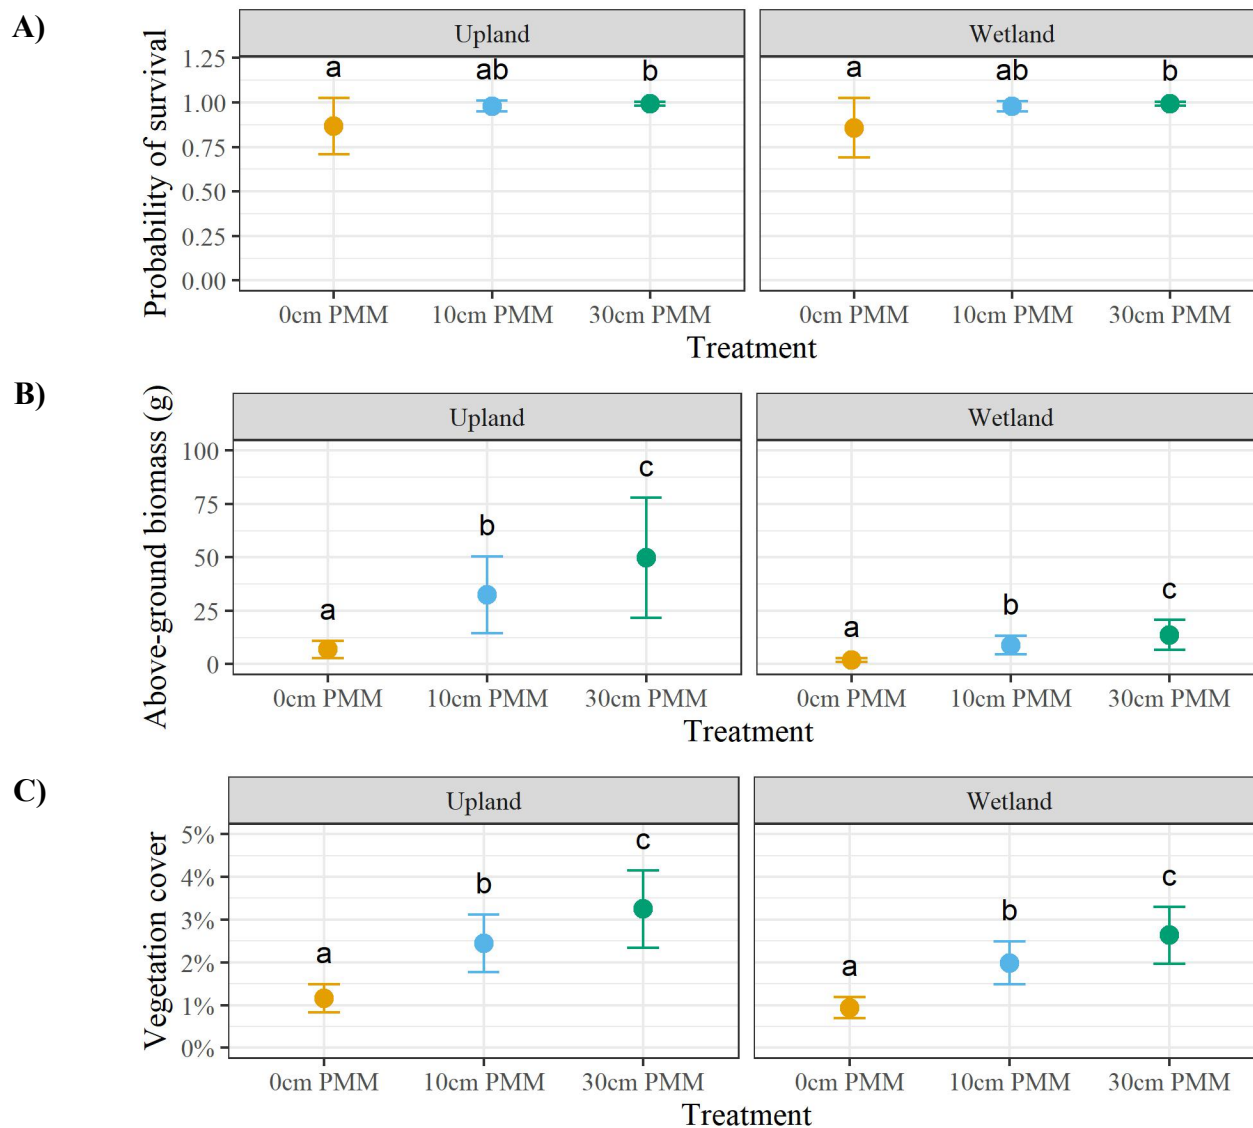 A)
Upland Wetland
Probability of survival
1.25
1.00
0.75
0.50
0.25
0.00
a ab b a ab b
0cm PMM 10cm PMM 30cm PMM 0cm PMM 10cm PMM 30cm PMM
Treatment
B)
Upland Wetland
Above-ground biomass (g)
100
75
50
25
0
a b c a b c
0cm PMM 10cm PMM 30cm PMM 0cm PMM 10cm PMM 30cm PMM
Treatment
C)
Upland Wetland
Vegetation cover
5%
4%
3%
2%
1%
0%
a b c a b c
0cm PMM 10cm PMM 30cm PMM 0cm PMM 10cm PMM 30cm PMM
Treatment